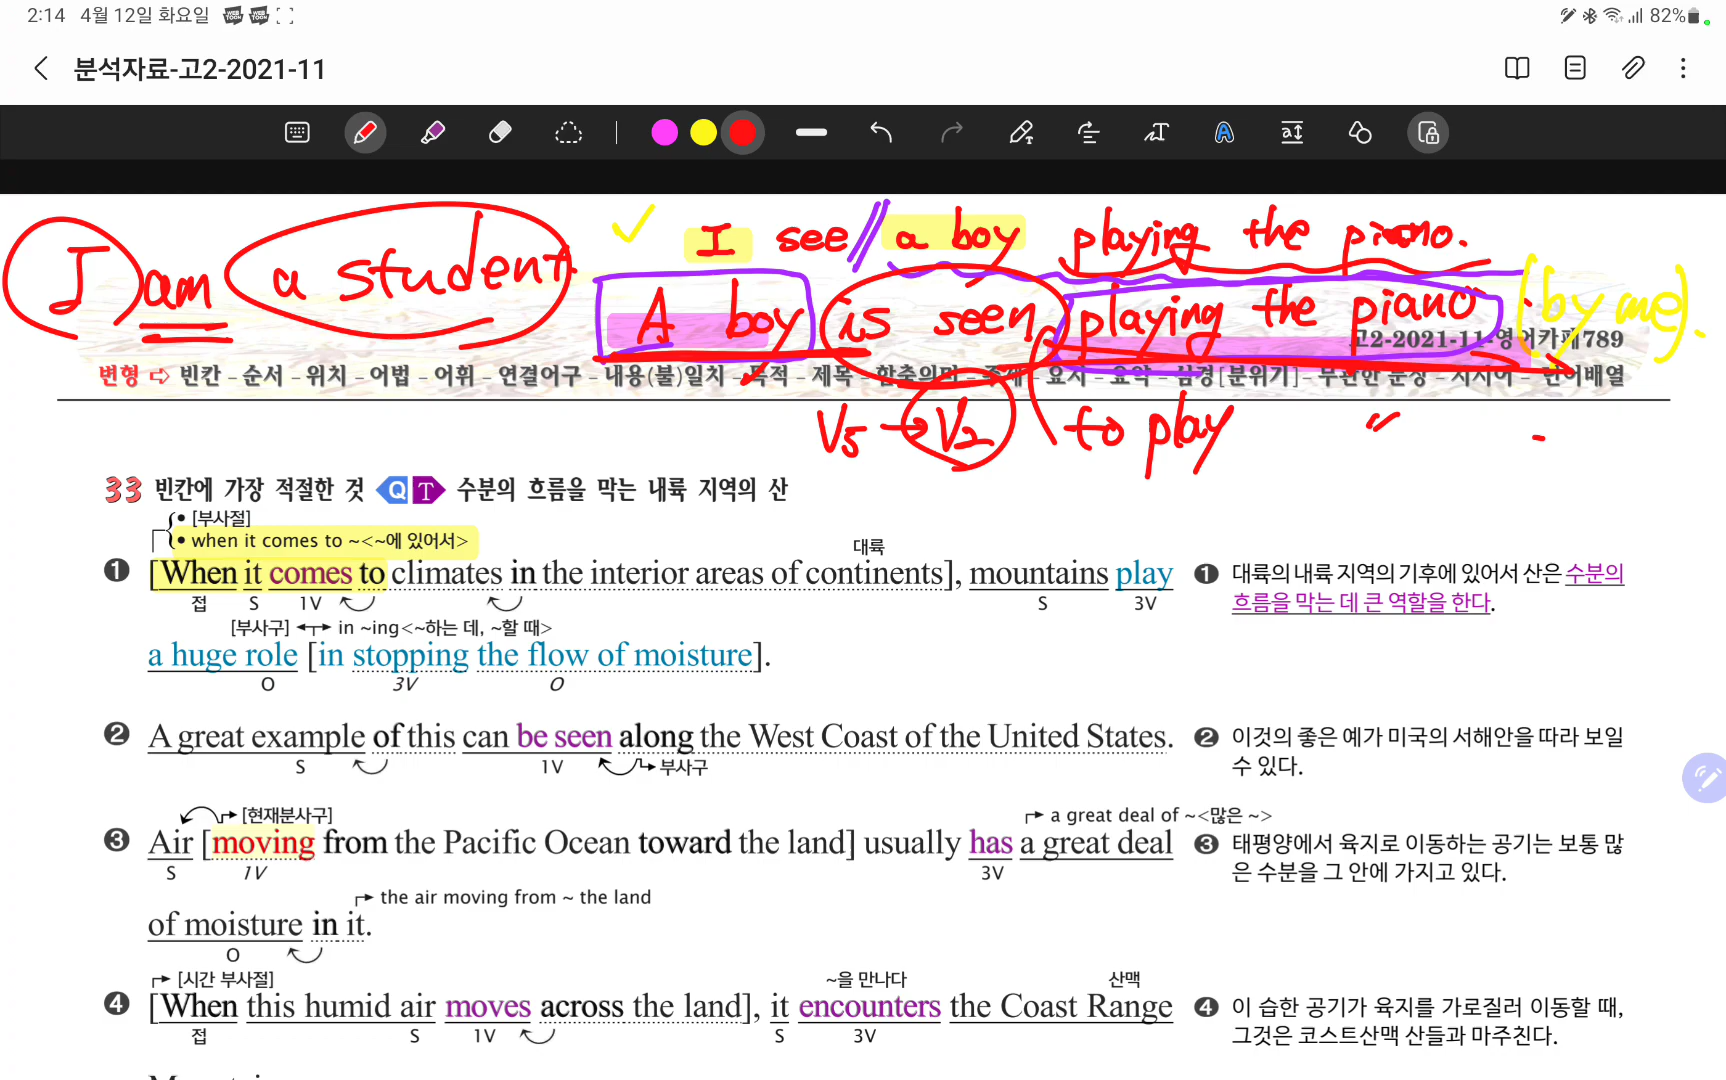 2:14 4월 12일 화요일 82%
분석자료-고2-2021-11
I see // a boy playing the piano.
I am a student.
A boy is seen playing the piano (by me).
고2-2021-11-영어카페789
변형 ⇨ 빈칸 – 순서 – 위치 – 어법 – 어휘 – 연결어구 – 내용(불)일치 – 목적 – 제목 – 함축의미 – 주제 – 요지 – 요약 – 심경[분위기] – 무관한 문장 – 지시어 – 단어배열
V5 → V2 to play 〃 .
33 빈칸에 가장 적절한 것 Q T 수분의 흐름을 막는 내륙 지역의 산
• [부사절]
• when it comes to ~<~에 있어서>
대륙
❶ [When it comes to climates in the interior areas of continents], mountains play
접 S 1V S 3V
[부사구] in ~ing<~하는 데, ~할 때>
a huge role [in stopping the flow of moisture].
O 3V O
❶ 대륙의 내륙 지역의 기후에 있어서 산은 수분의
흐름을 막는 데 큰 역할을 한다.
❷ A great example of this can be seen along the West Coast of the United States.
S 1V 부사구
❷ 이것의 좋은 예가 미국의 서해안을 따라 보일
수 있다.
[현재분사구] a great deal of ~<많은 ~>
❸ Air [moving from the Pacific Ocean toward the land] usually has a great deal
S 1V 3V
the air moving from ~ the land
of moisture in it.
O
❸ 태평양에서 육지로 이동하는 공기는 보통 많
은 수분을 그 안에 가지고 있다.
[시간 부사절] ~을 만나다 산맥
❹ [When this humid air moves across the land], it encounters the Coast Range
접 S 1V S 3V
❹ 이 습한 공기가 육지를 가로질러 이동할 때,
그것은 코스트산맥 산들과 마주친다.